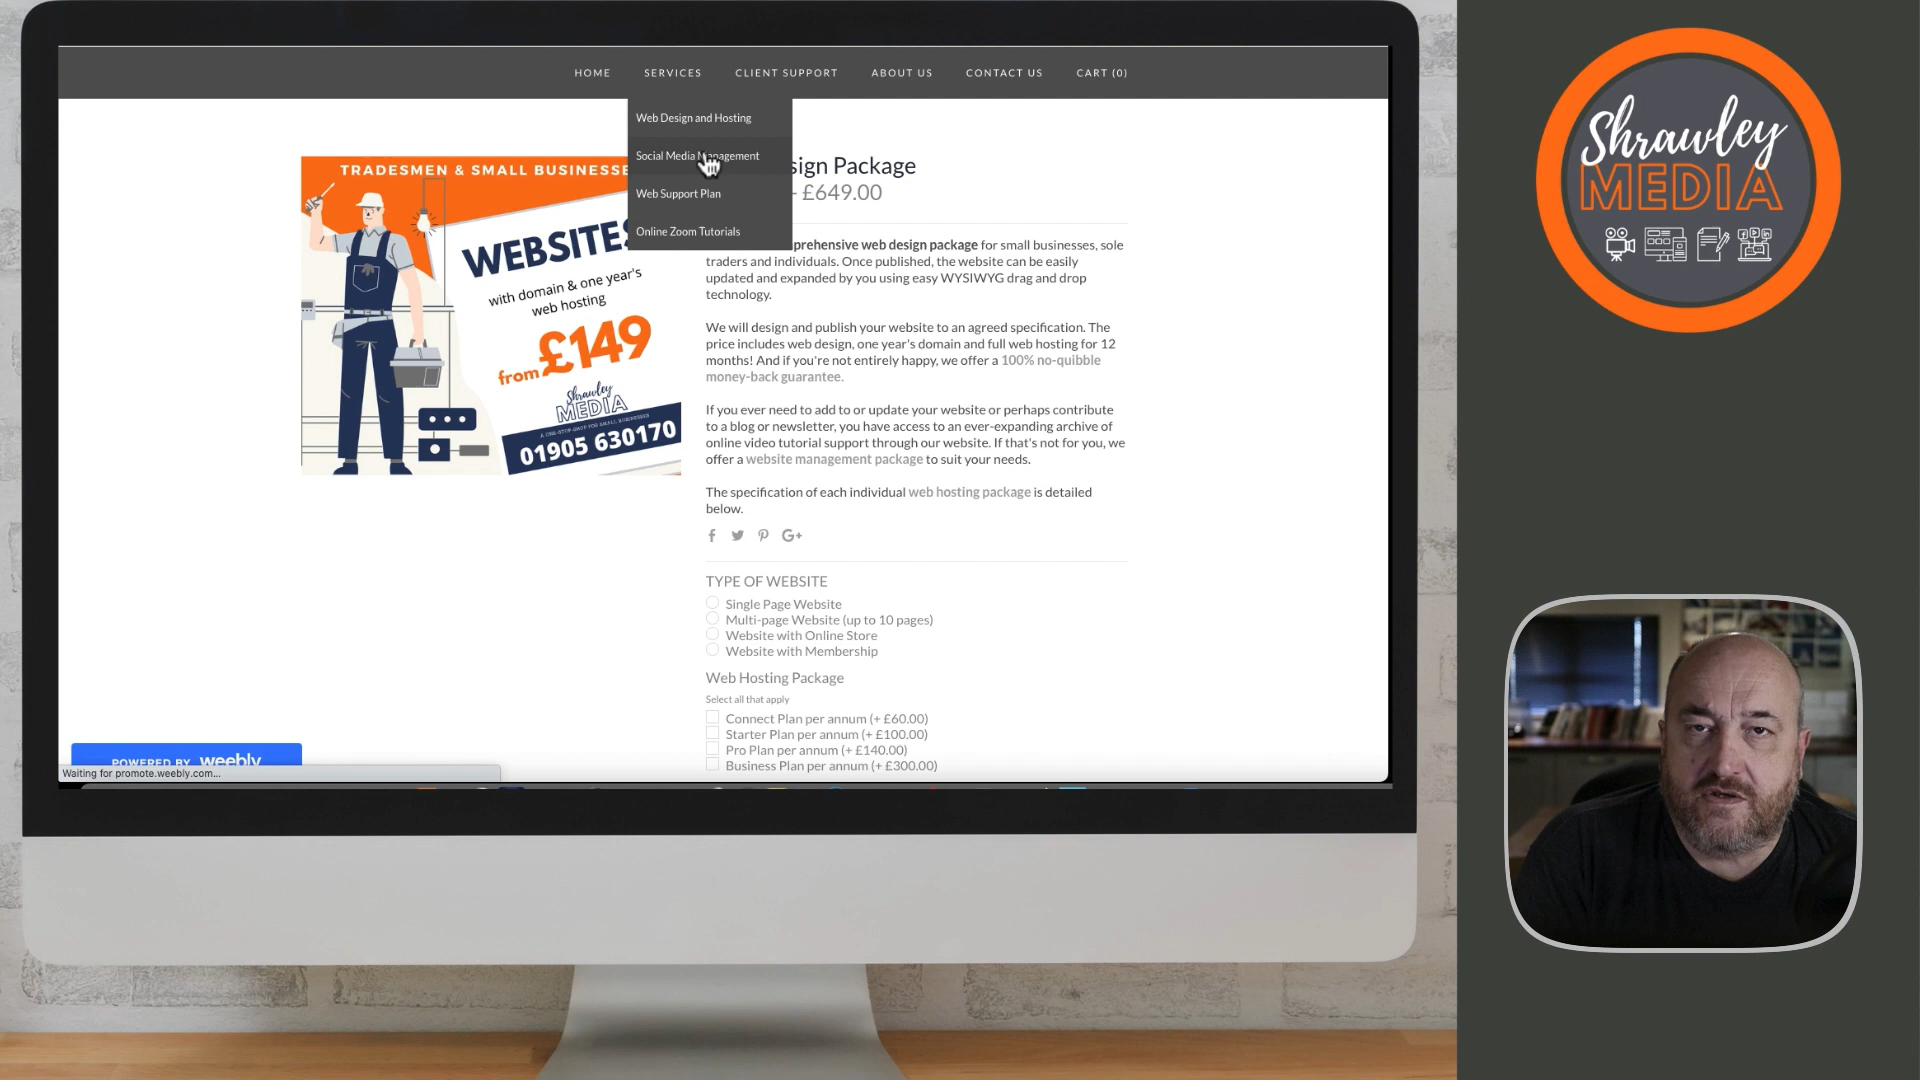 HOME SERVICES CLIENT SUPPORT ABOUT US CONTACT US CART (0)
Web Design and Hosting
Social Media Management
Web Support Plan
Online Zoom Tutorials
TRADESMEN & SMALL BUSINESSE
WEBSITES
with domain & one year's
web hosting
from £149
Shrawley
MEDIA
A ONE-STOP-SHOP FOR SMALL BUSINESSES
01905 630170
sign Package
- £649.00
prehensive web design package for small businesses, sole
traders and individuals. Once published, the website can be easily
updated and expanded by you using easy WYSIWYG drag and drop
technology.
We will design and publish your website to an agreed specification. The
price includes web design, one year's domain and full web hosting for 12
months! And if you're not entirely happy, we offer a 100% no-quibble
money-back guarantee.
If you ever need to add to or update your website or perhaps contribute
to a blog or newsletter, you have access to an ever-expanding archive of
online video tutorial support through our website. If that's not for you, we
offer a website management package to suit your needs.
The specification of each individual web hosting package is detailed
below.
G+
TYPE OF WEBSITE
Single Page Website
Multi-page Website (up to 10 pages)
Website with Online Store
Website with Membership
Web Hosting Package
Select all that apply
Connect Plan per annum (+ £60.00)
Starter Plan per annum (+ £100.00)
Pro Plan per annum (+ £140.00)
Business Plan per annum (+ £300.00)
POWERED BY weebly
Waiting for promote.weebly.com...
Shrawley
MEDIA